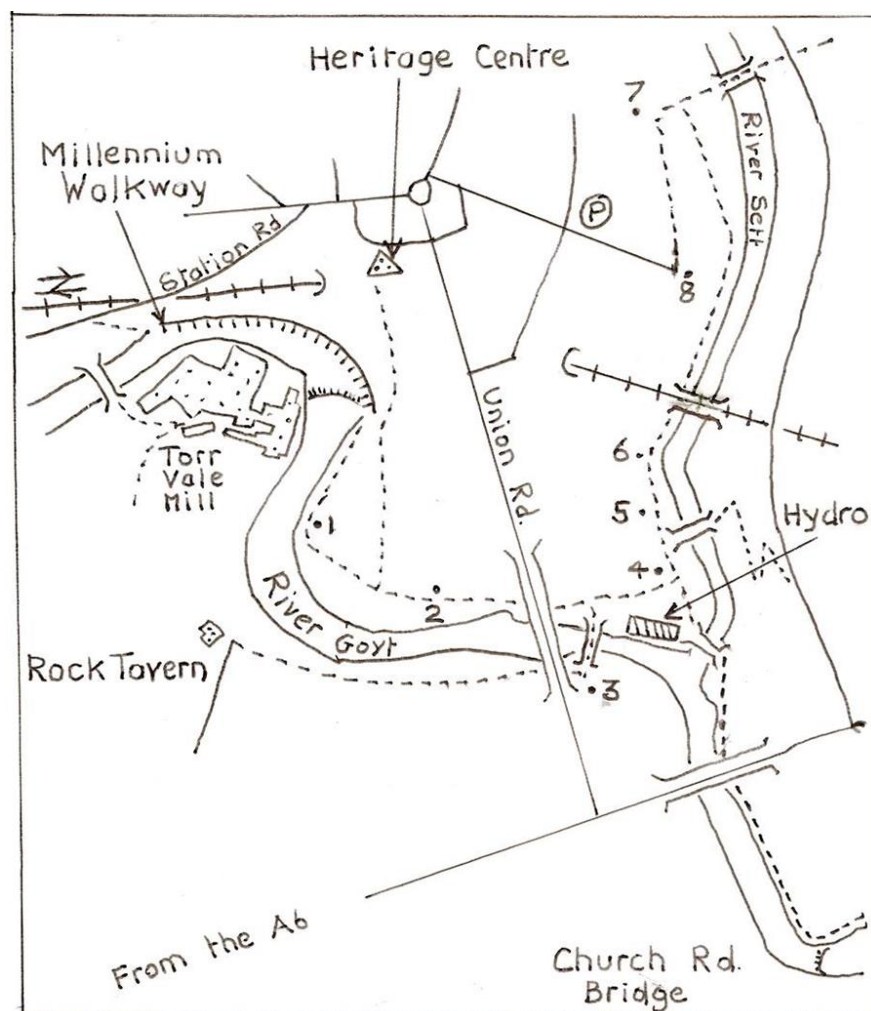 Heritage Centre
Millennium
Walkway
Station Rd
7
River Sett
P
8
Union Rd.
6
5
Hydro
Torr
Vale
Mill
1
4
2
River Goyt
Rock Tavern
3
From the A6
Church Rd.
Bridge